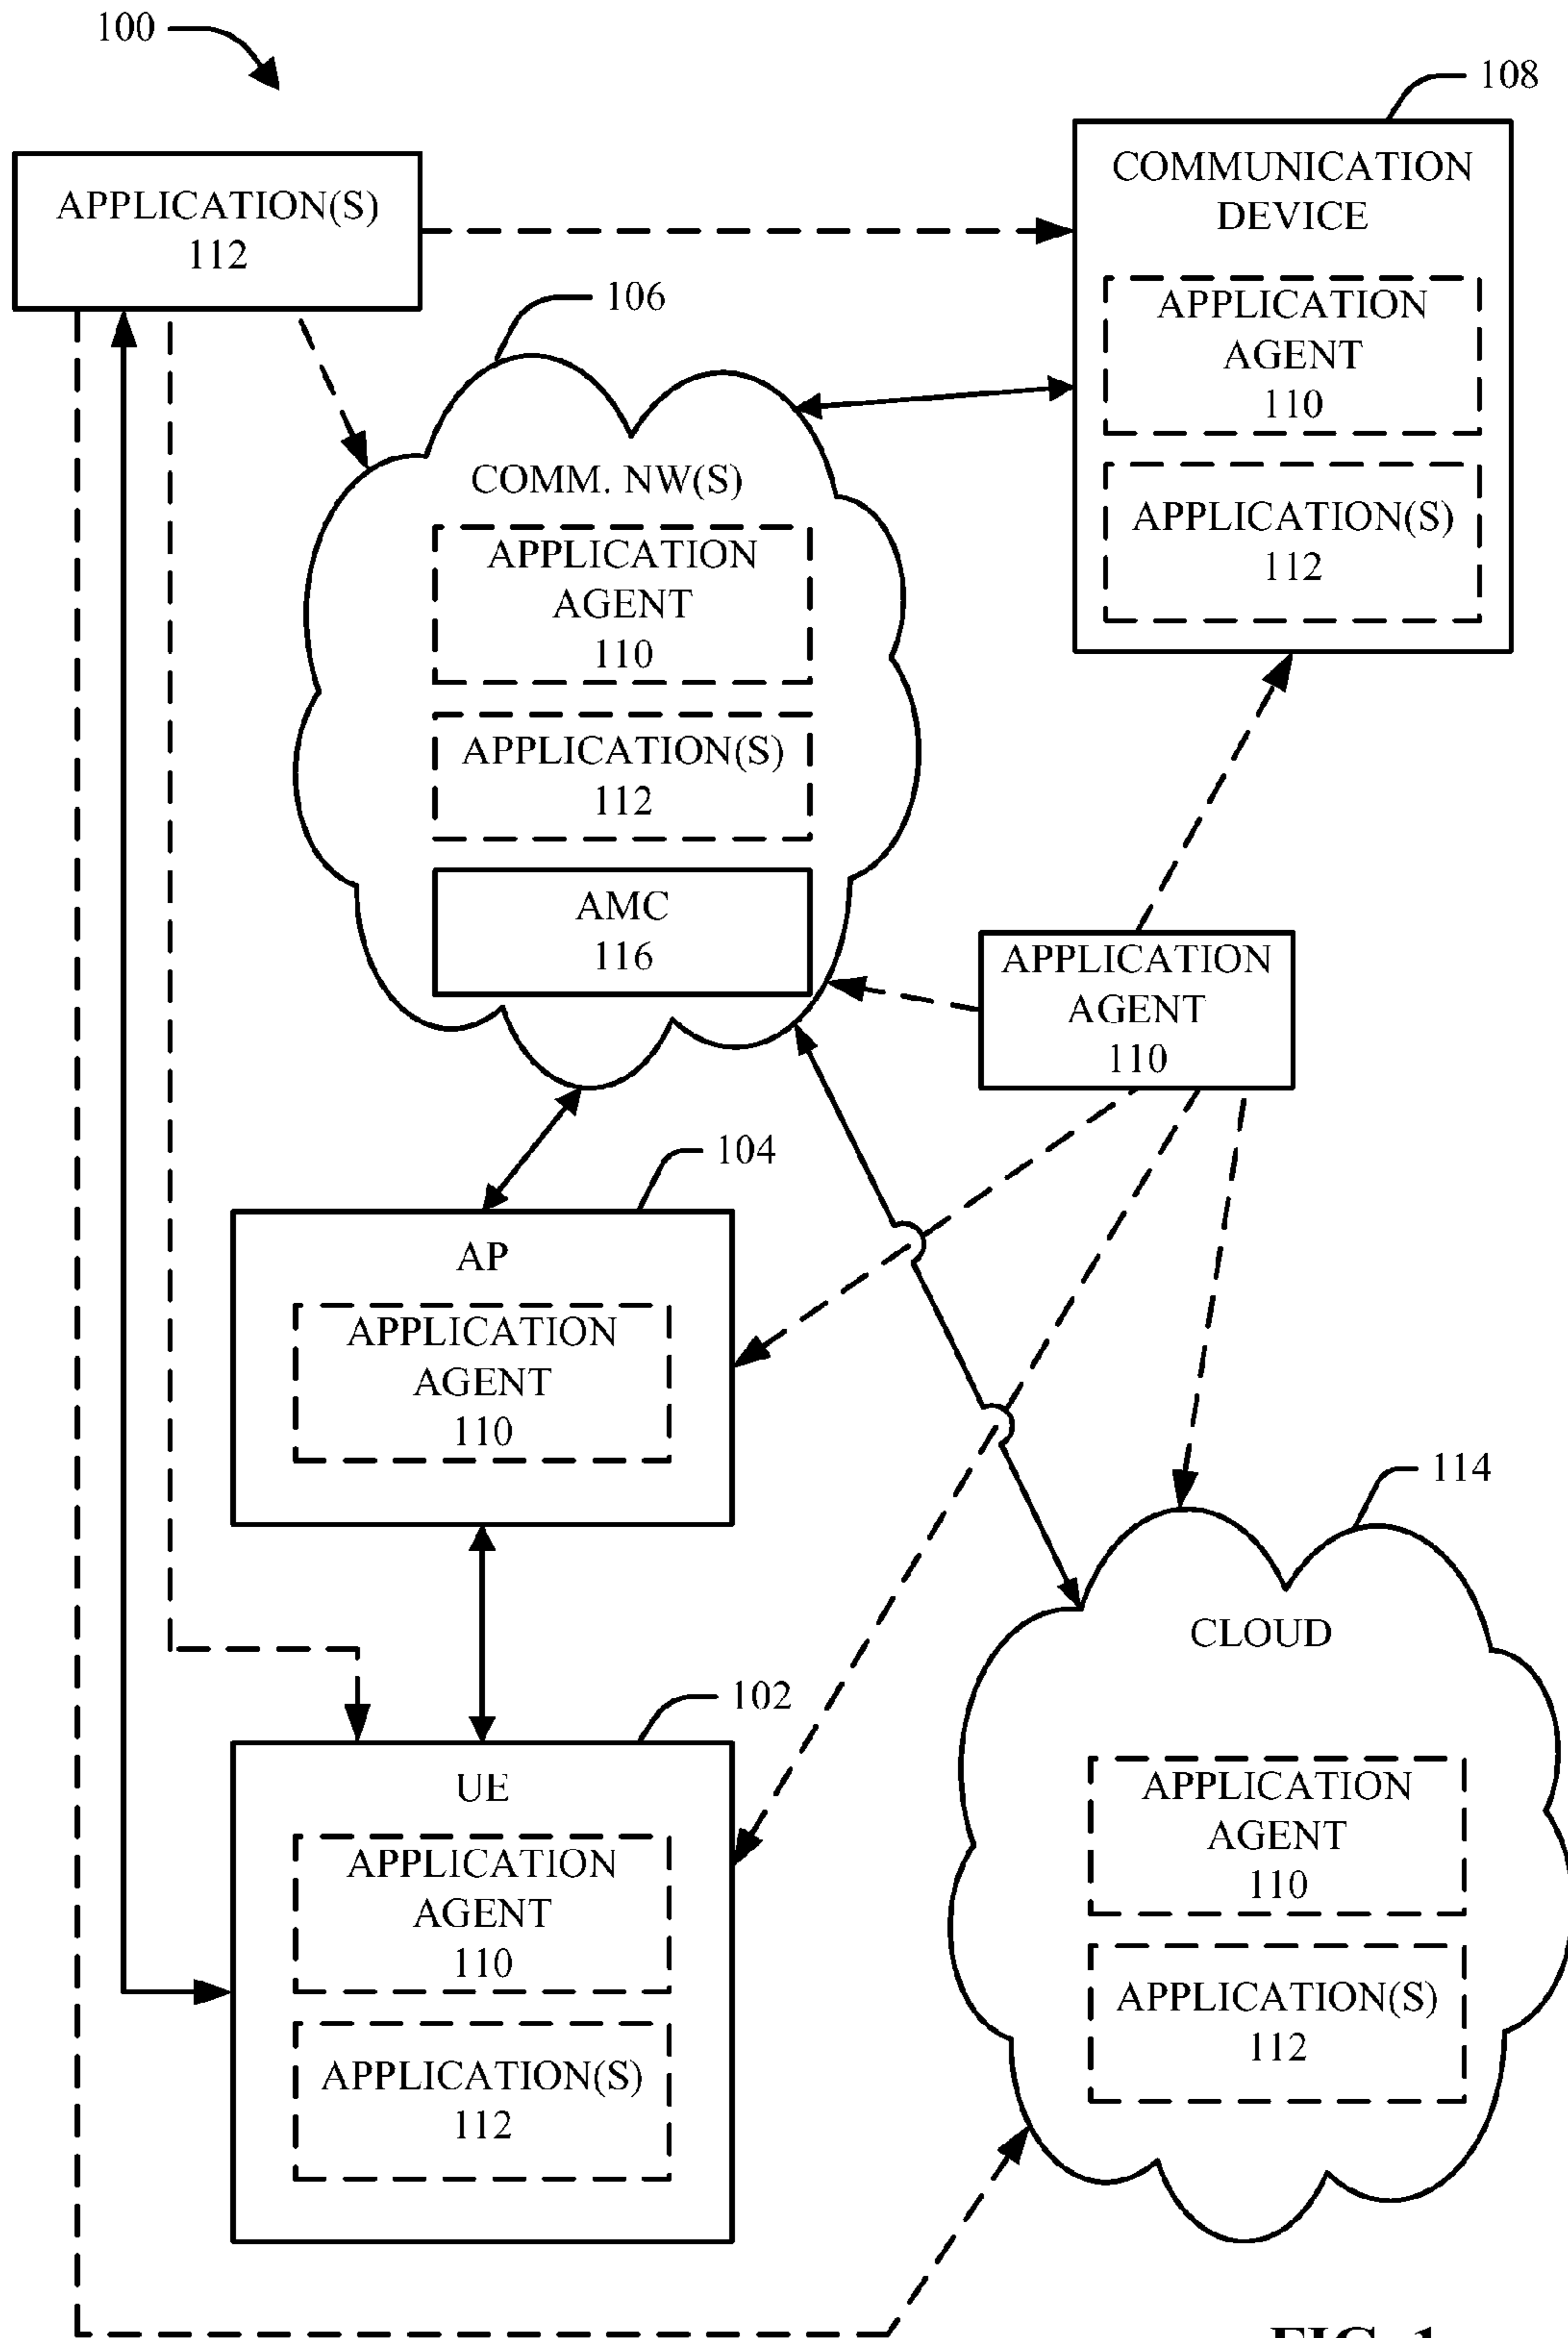 100
108
APPLICATION(S)
112
COMMUNICATION
DEVICE
APPLICATION
AGENT
110
APPLICATION(S)
112
106
COMM. NW(S)
APPLICATION
AGENT
110
APPLICATION(S)
112
AMC
116
APPLICATION
AGENT
110
104
AP
APPLICATION
AGENT
110
114
CLOUD
APPLICATION
AGENT
110
APPLICATION(S)
112
102
UE
APPLICATION
AGENT
110
APPLICATION(S)
112
FIG. 1